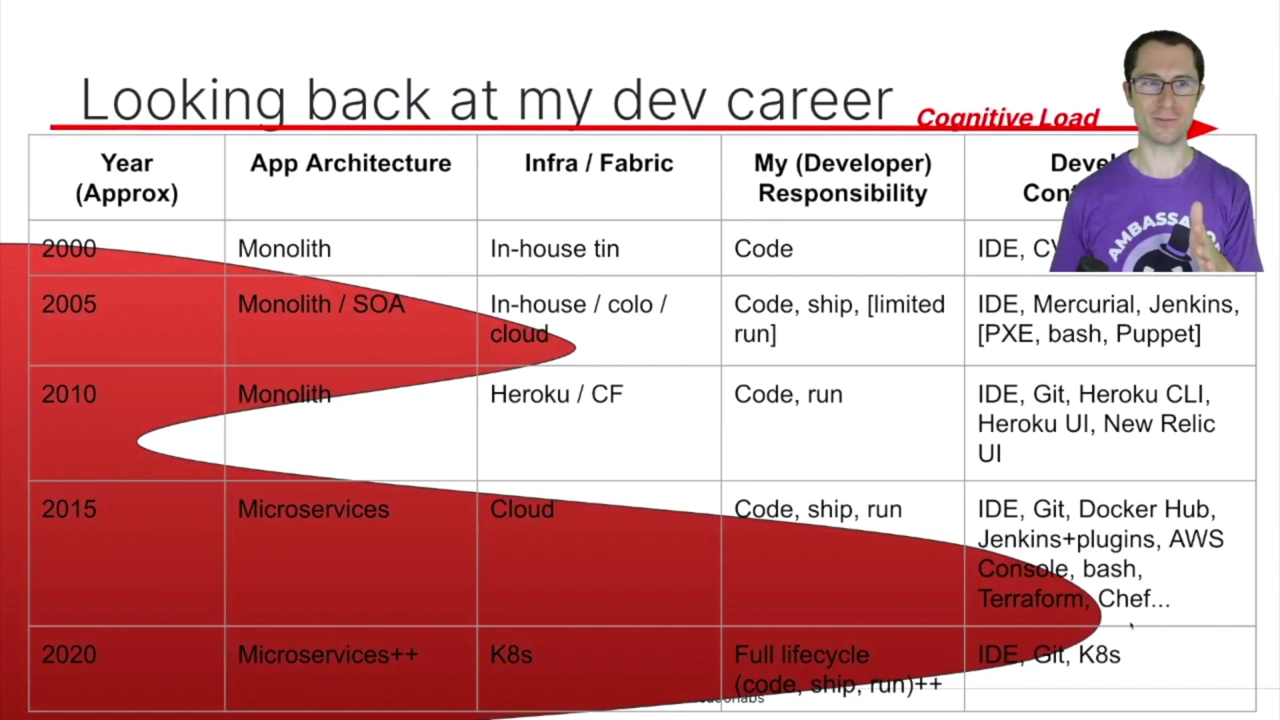 Looking back at my dev career
Cognitive Load
Year
(Approx)
App Architecture
Infra / Fabric
My (Developer)
Responsibility
2000
Monolith
In-house tin
Code
IDE,
AMBASSA
2005
Monolith / SOA
In-house / colo /
cloud
Code, ship, [limited
run]
IDE, Mercurial, Jenkins,
[PXE, bash, Puppet]
2010
Monolith
Heroku / CF
Code, run
IDE, Git, Heroku CLI,
Heroku UI, New Relic
UI
2015
Microservices
Cloud
Code, ship, run
IDE, Git, Docker Hub,
Jenkins+plugins, AWS
Console, bash,
Terraform, Chef...
2020
Microservices++
K8s
Full lifecycle
(code, ship, run)++
IDE, Git, K8s